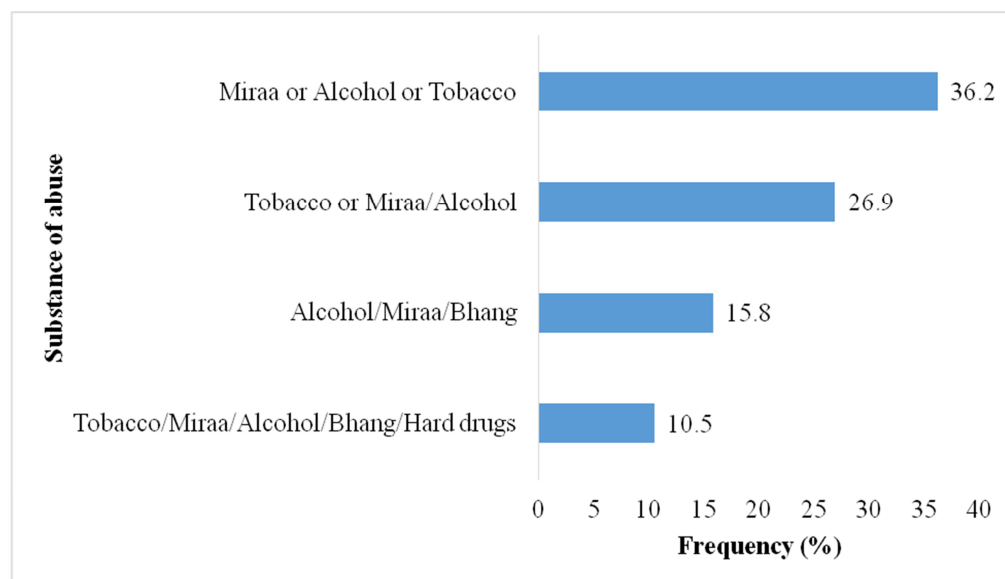 Substance of abuse
Miraa or Alcohol or Tobacco
36.2
Tobacco or Miraa/Alcohol
26.9
Alcohol/Miraa/Bhang
15.8
Tobacco/Miraa/Alcohol/Bhang/Hard drugs
10.5
0 5 10 15 20 25 30 35 40
Frequency (%)